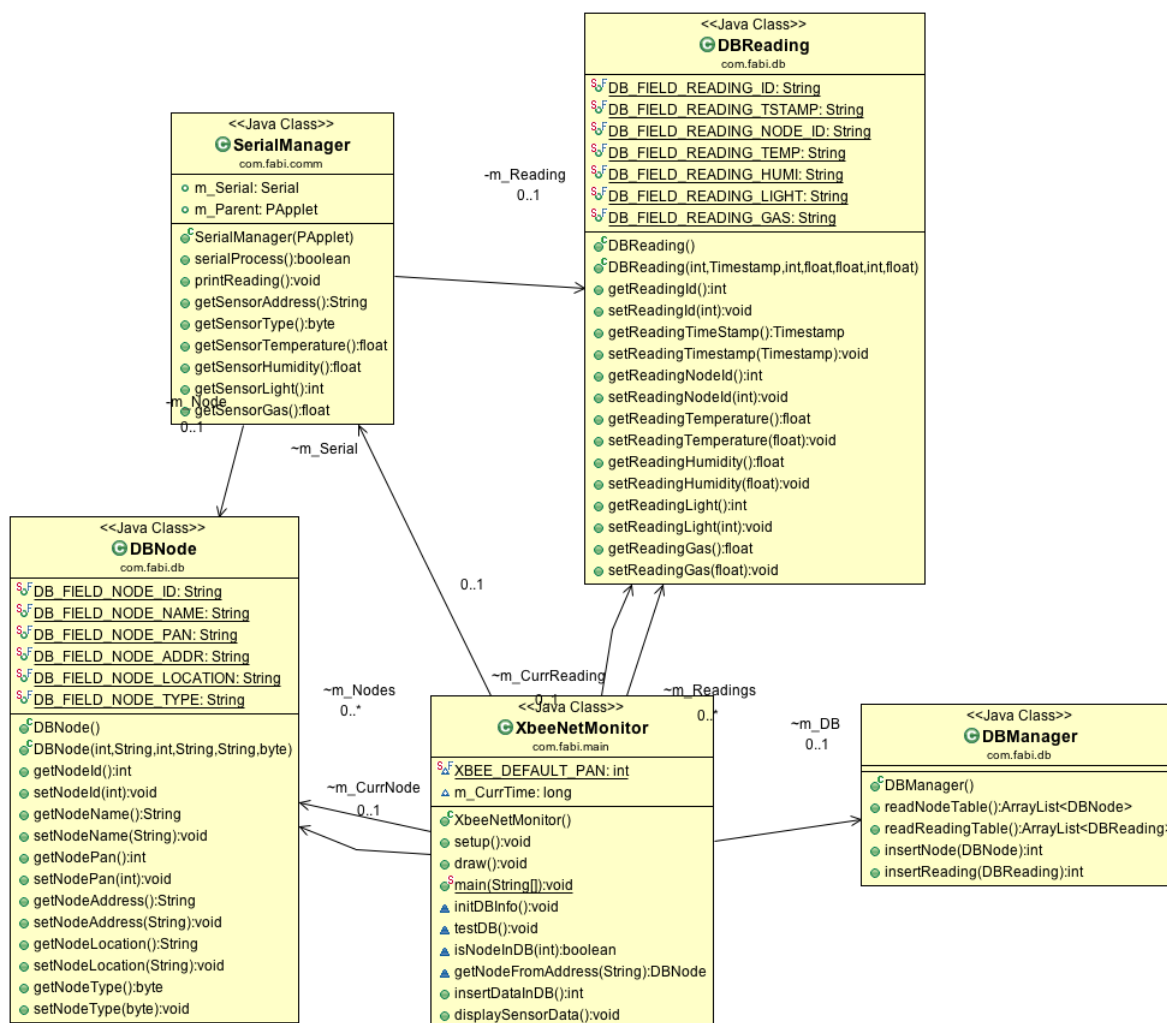 <<Java Class>>
DBReading
com.fabi.db
DB_FIELD_READING_ID: String
DB_FIELD_READING_TSTAMP: String
DB_FIELD_READING_NODE_ID: String
DB_FIELD_READING_TEMP: String
DB_FIELD_READING_HUMI: String
DB_FIELD_READING_LIGHT: String
DB_FIELD_READING_GAS: String
DBReading()
DBReading(int,Timestamp,int,float,float,int,float)
getReadingId():int
setReadingId(int):void
getReadingTimeStamp():Timestamp
setReadingTimestamp(Timestamp):void
getReadingNodeId():int
setReadingNodeId(int):void
getReadingTemperature():float
setReadingTemperature(float):void
getReadingHumidity():float
setReadingHumidity(float):void
getReadingLight():int
setReadingLight(int):void
getReadingGas():float
setReadingGas(float):void
<<Java Class>>
SerialManager
com.fabi.comm
m_Serial: Serial
m_Parent: PApplet
SerialManager(PApplet)
serialProcess():boolean
printReading():void
getSensorAddress():String
getSensorType():byte
getSensorTemperature():float
getSensorHumidity():float
getSensorLight():int
getSensorGas():float
-m_Reading
0..1
-m_Node
0..1
~m_Serial
0..1
<<Java Class>>
DBNode
com.fabi.db
DB_FIELD_NODE_ID: String
DB_FIELD_NODE_NAME: String
DB_FIELD_NODE_PAN: String
DB_FIELD_NODE_ADDR: String
DB_FIELD_NODE_LOCATION: String
DB_FIELD_NODE_TYPE: String
DBNode()
DBNode(int,String,int,String,String,byte)
getNodeId():int
setNodeId(int):void
getNodeName():String
setNodeName(String):void
getNodePan():int
setNodePan(int):void
getNodeAddress():String
setNodeAddress(String):void
getNodeLocation():String
setNodeLocation(String):void
getNodeType():byte
setNodeType(byte):void
~m_Nodes
0..*
~m_CurrNode
0..1
~m_CurrReading
0..1
~m_Readings
0..*
<<Java Class>>
XbeeNetMonitor
com.fabi.main
XBEE_DEFAULT_PAN: int
m_CurrTime: long
XbeeNetMonitor()
setup():void
draw():void
main(String[]):void
initDBInfo():void
testDB():void
isNodeInDB(int):boolean
getNodeFromAddress(String):DBNode
insertDataInDB():int
displaySensorData():void
~m_DB
0..1
<<Java Class>>
DBManager
com.fabi.db
DBManager()
readNodeTable():ArrayList<DBNode>
readReadingTable():ArrayList<DBReading>
insertNode(DBNode):int
insertReading(DBReading):int